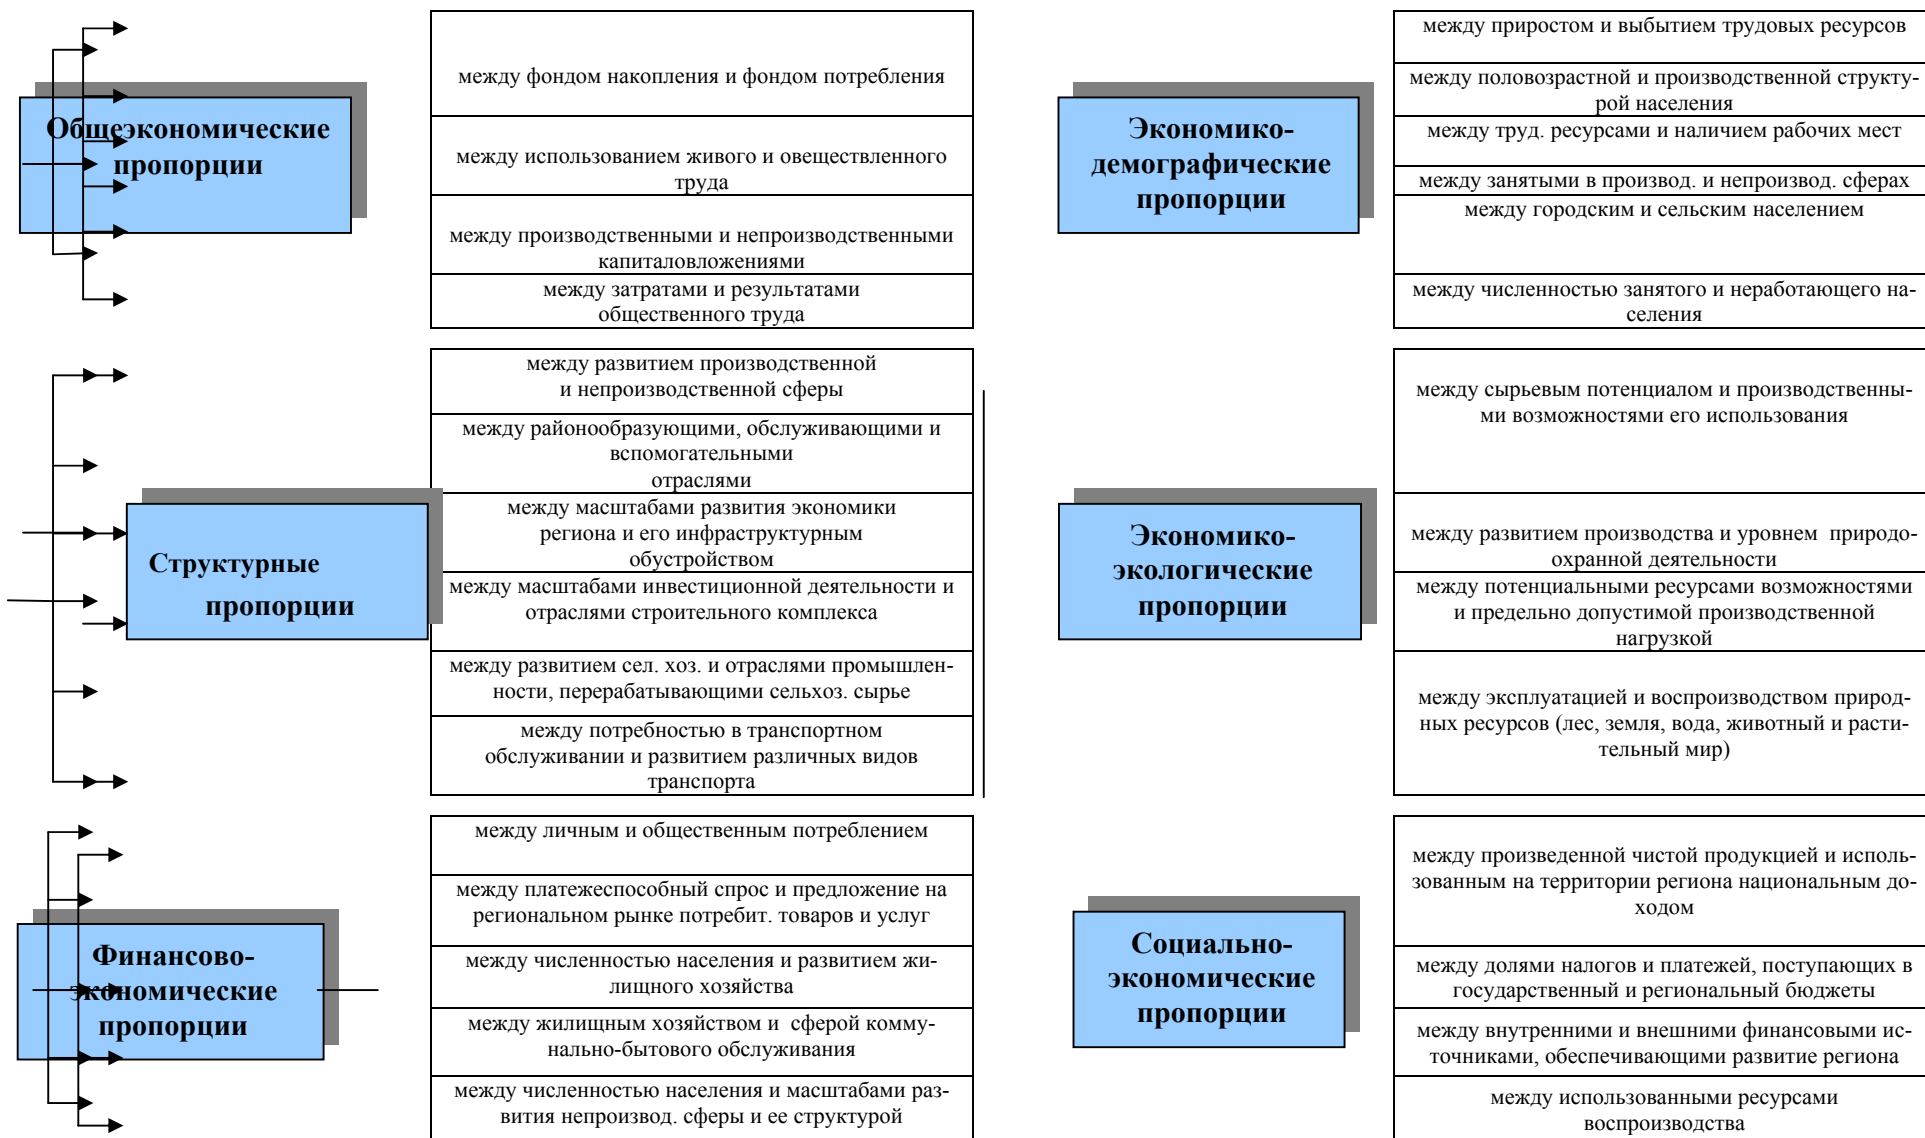 Общеэкономические
пропорции
между фондом накопления и фондом потребления
между использованием живого и овеществленного
труда
между производственными и непроизводственными
капиталовложениями
между затратами и результатами
общественного труда
Экономико-
демографические
пропорции
между приростом и выбытием трудовых ресурсов
между половозрастной и производственной структу-
рой населения
между труд. ресурсами и наличием рабочих мест
между занятыми в произвед. и непроизвод. сферах
между городским и сельским населением
между численностью занятого и неработающего на-
селения
Структурные
пропорции
между развитием производственной
и непроизводственной сферы
между районообразующими, обслуживающими и
вспомогательными
отраслями
между масштабами развития экономики
региона и его инфраструктурным
обустройством
между масштабами инвестиционной деятельности и
отраслями строительного комплекса
между развитием сел. хоз. и отраслями промышлен-
ности, перерабатывающими сельхоз. сырье
между потребностью в транспортном
обслуживании и развитием различных видов
транспорта
Экономико-
экологические
пропорции
между сырьевым потенциалом и производственны-
ми возможностями его использования
между развитием производства и уровнем природо-
охранной деятельности
между потенциальными ресурсами возможностями
и предельно допустимой производственной
нагрузкой
между эксплуатацией и воспроизводством природ-
ных ресурсов (лес, земля, вода, животный и расти-
тельный мир)
Финансово-
экономические
пропорции
между личным и общественным потреблением
между платежеспособный спрос и предложение на
региональном рынке потребит. товаров и услуг
между численностью населения и развитием жи-
лищного хозяйства
между жилищным хозяйством и сферой комму-
нально-бытового обслуживания
между численностью населения и масштабами раз-
вития непроизвод. сферы и ее структурой
Социально-
экономические
пропорции
между произведенной чистой продукцией и исполь-
зованным на территории региона национальным до-
ходом
между долями налогов и платежей, поступающих в
государственный и региональный бюджеты
между внутренними и внешними финансовыми ис-
точниками, обеспечивающими развитие региона
между использованными ресурсами
воспроизводства